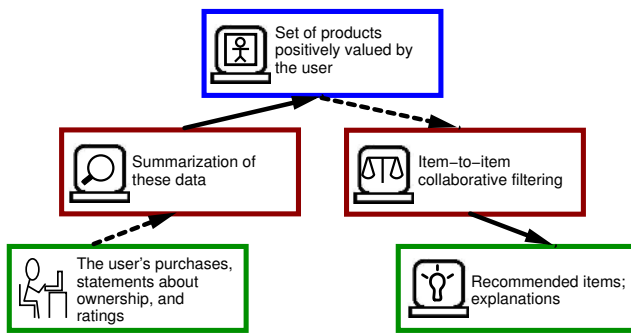 Set of products
positively valued by
the user
Summarization of
these data
Item−to−item
collaborative filtering
The user's purchases,
statements about
ownership, and
ratings
Recommended items;
explanations